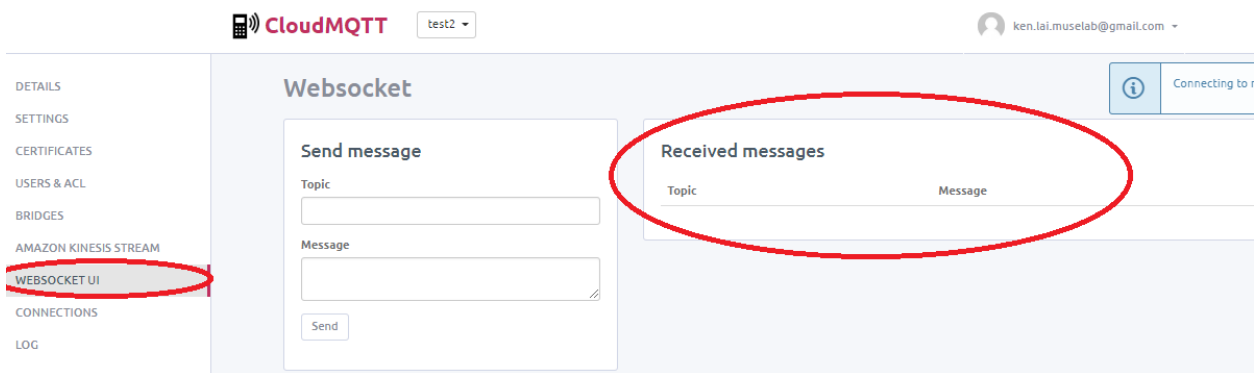 CloudMQTT
test2
ken.lai.muselab@gmail.com
DETAILS
SETTINGS
CERTIFICATES
USERS & ACL
BRIDGES
AMAZON KINESIS STREAM
WEBSOCKET UI
CONNECTIONS
LOG
Websocket
Connecting to
Send message
Topic
Message
Send
Received messages
Topic Message